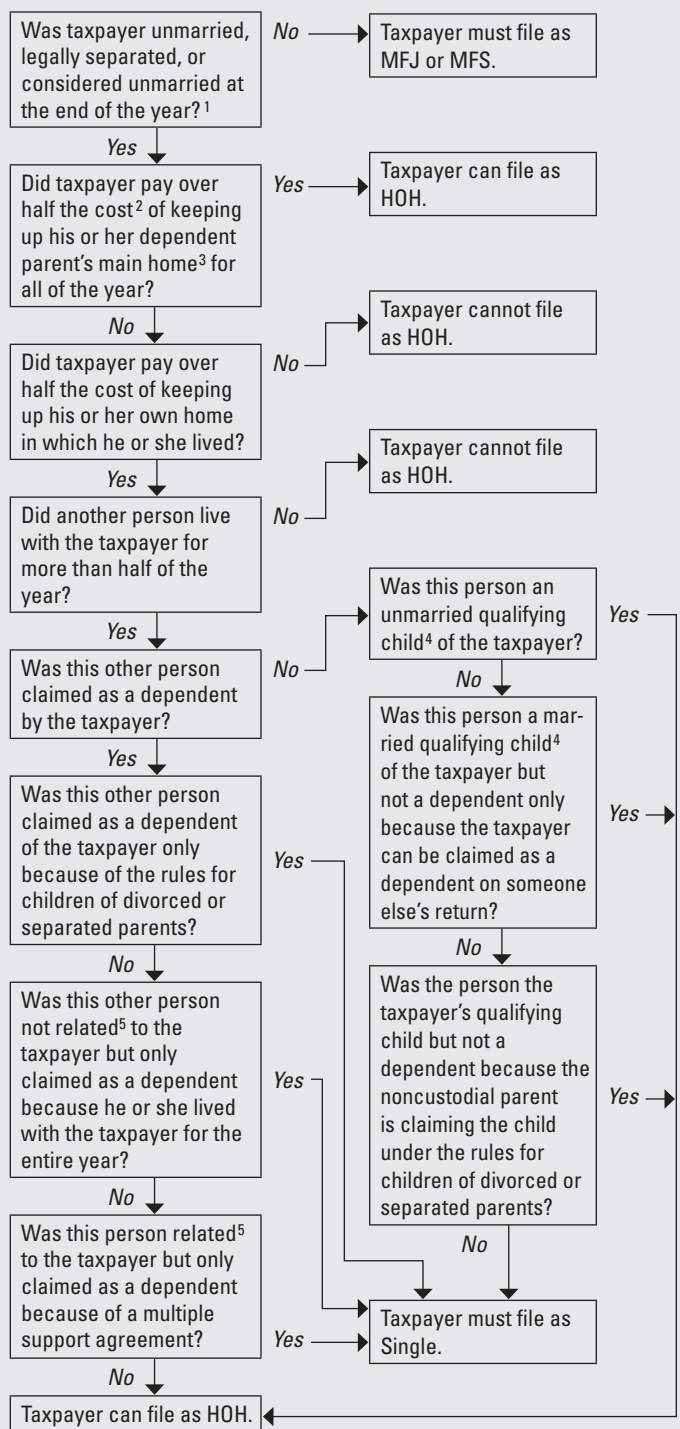 Was taxpayer unmarried,
legally separated, or
considered unmarried at
the end of the year? 1
No
Taxpayer must file as
MFJ or MFS.
Yes
Did taxpayer pay over
half the cost2 of keeping
up his or her dependent
parent's main home3 for
all of the year?
Yes
Taxpayer can file as
HOH.
No
Did taxpayer pay over
half the cost of keeping
up his or her own home
in which he or she lived?
No
Taxpayer cannot file
as HOH.
Yes
Did another person live
with the taxpayer for
more than half of the
year?
No
Taxpayer cannot file
as HOH.
Yes
Was this other person
claimed as a dependent
by the taxpayer?
No
Was this person an
unmarried qualifying
child4 of the taxpayer?
Yes
No
Was this person a mar-
ried qualifying child4
of the taxpayer but
not a dependent only
because the taxpayer
can be claimed as a
dependent on someone
else's return?
Yes
No
Was the person the
taxpayer's qualifying
child but not a
dependent because the
noncustodial parent
is claiming the child
under the rules for
children of divorced or
separated parents?
Yes
No
Yes
Was this other person
claimed as a dependent
of the taxpayer only
because of the rules for
children of divorced or
separated parents?
Yes
No
Was this other person
not related5 to the
taxpayer but only
claimed as a dependent
because he or she lived
with the taxpayer for the
entire year?
Yes
No
Was this person related5
to the taxpayer but only
claimed as a dependent
because of a multiple
support agreement?
Yes
Taxpayer must file as
Single.
No
Taxpayer can file as HOH.